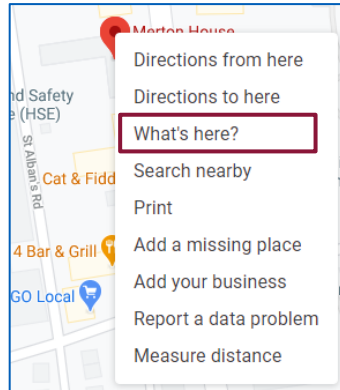 Merton House
Directions from here
Directions to here
nd Safety
(HSE)
What's here?
St Alban's Rd
Search nearby
Cat & Fidd
Print
Add a missing place
4 Bar & Grill
Add your business
GO Local
Report a data problem
Measure distance